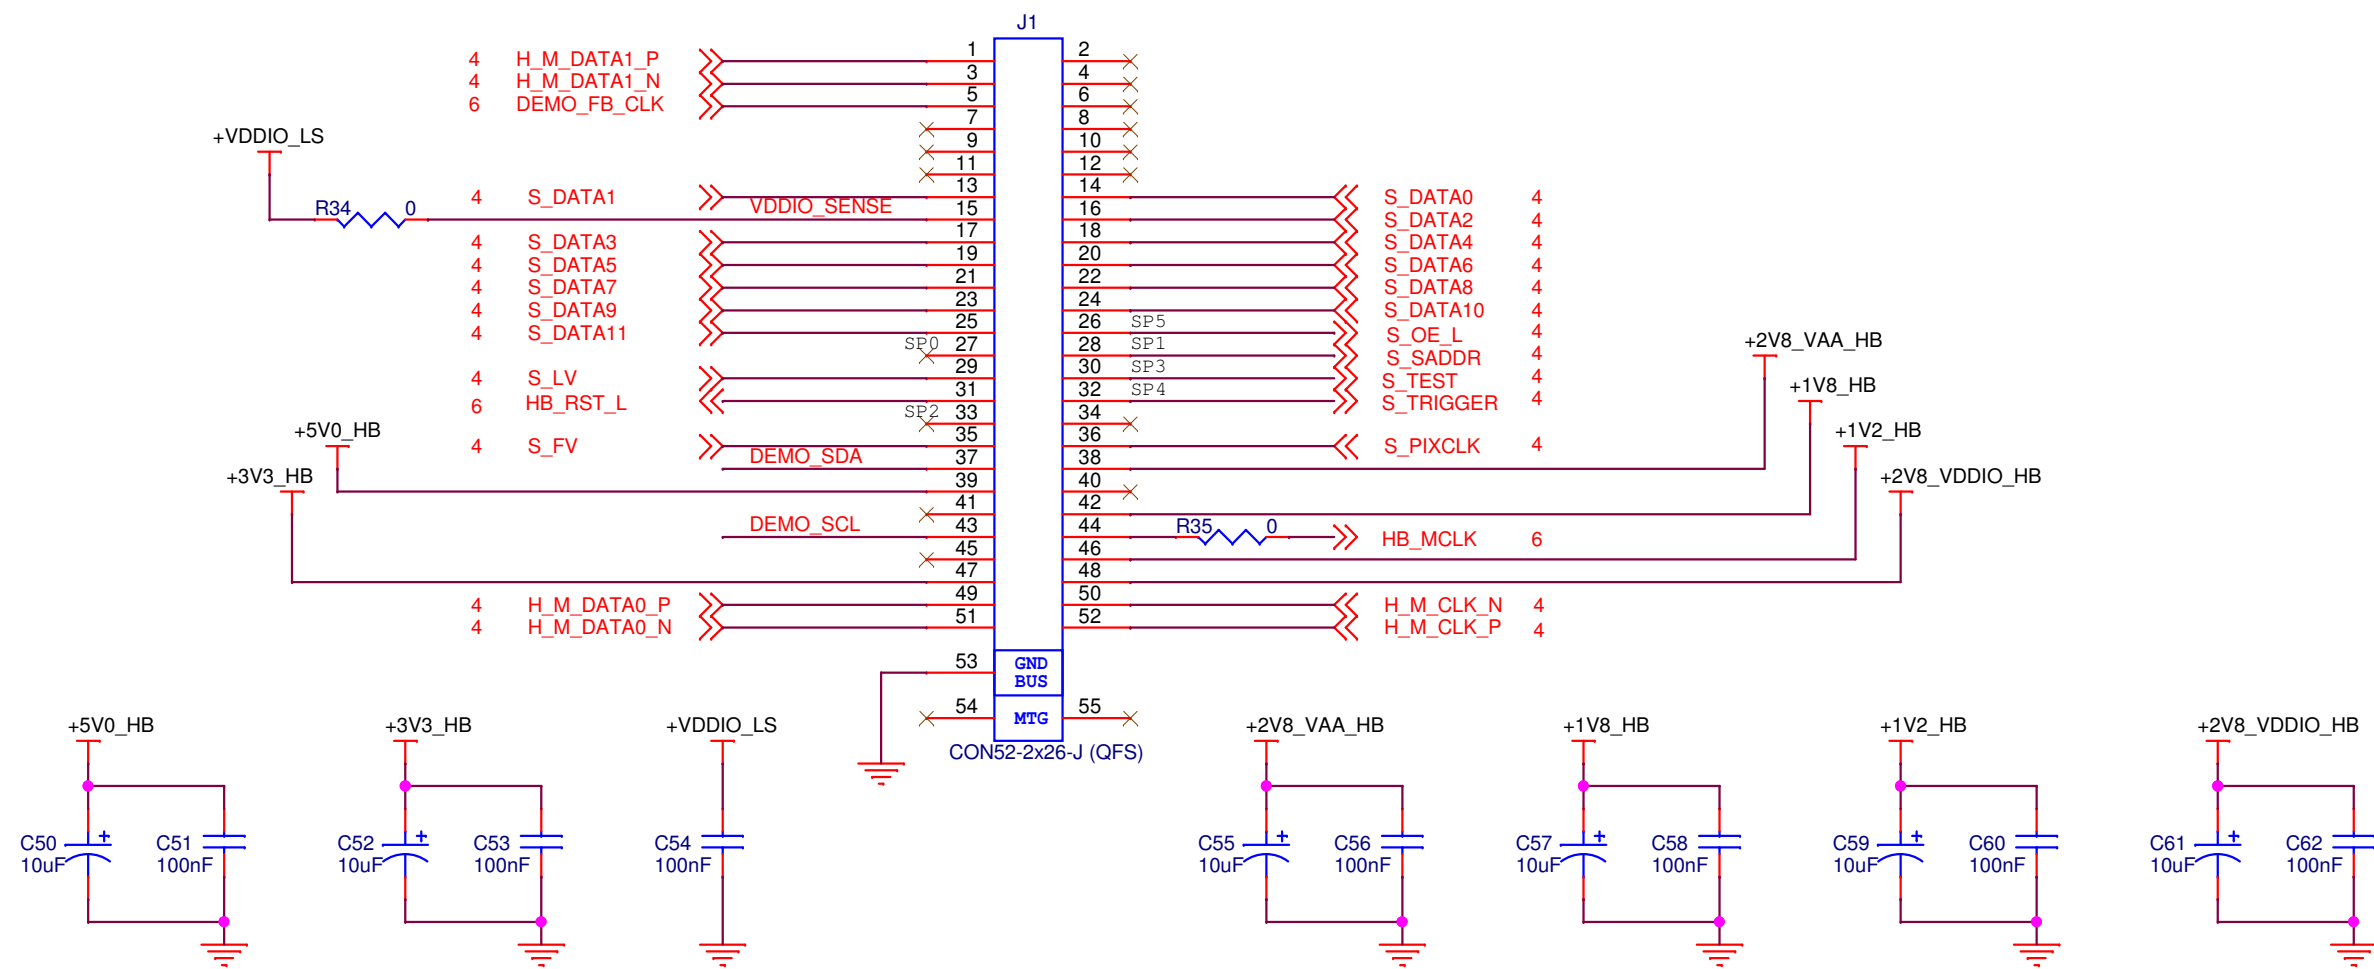 J1
4 H_M_DATA1_P 1 2
4 H_M_DATA1_N 3 4
6 DEMO_FB_CLK 5 6
7 8
+VDDIO_LS 9 10
11 12
4 S_DATA1 13 14 S_DATA0 4
R34 0 VDDIO_SENSE 15 16 S_DATA2 4
4 S_DATA3 17 18 S_DATA4 4
4 S_DATA5 19 20 S_DATA6 4
4 S_DATA7 21 22 S_DATA8 4
4 S_DATA9 23 24 S_DATA10 4
4 S_DATA11 25 26 SP5 S_OE_L 4
SP0 27 28 SP1 S_SADDR 4 +2V8_VAA_HB
4 S_LV 29 30 SP3 S_TEST 4 +1V8_HB
6 HB_RST_L 31 32 SP4 S_TRIGGER 4
SP2 33 34
+5V0_HB +1V2_HB
4 S_FV 35 36 S_PIXCLK 4
DEMO_SDA 37 38
+3V3_HB 39 40 +2V8_VDDIO_HB
41 42
DEMO_SCL 43 44 R35 0 HB_MCLK 6
45 46
47 48
4 H_M_DATA0_P 49 50 H_M_CLK_N 4
4 H_M_DATA0_N 51 52 H_M_CLK_P 4
53 GND
BUS
54 MTG 55
CON52-2x26-J (QFS)
+5V0_HB +3V3_HB +VDDIO_LS +2V8_VAA_HB +1V8_HB +1V2_HB +2V8_VDDIO_HB
C50 + C51 C52 + C53 C54 C55 + C56 C57 + C58 C59 + C60 C61 + C62
10uF 100nF 10uF 100nF 100nF 10uF 100nF 10uF 100nF 10uF 100nF 10uF 100nF